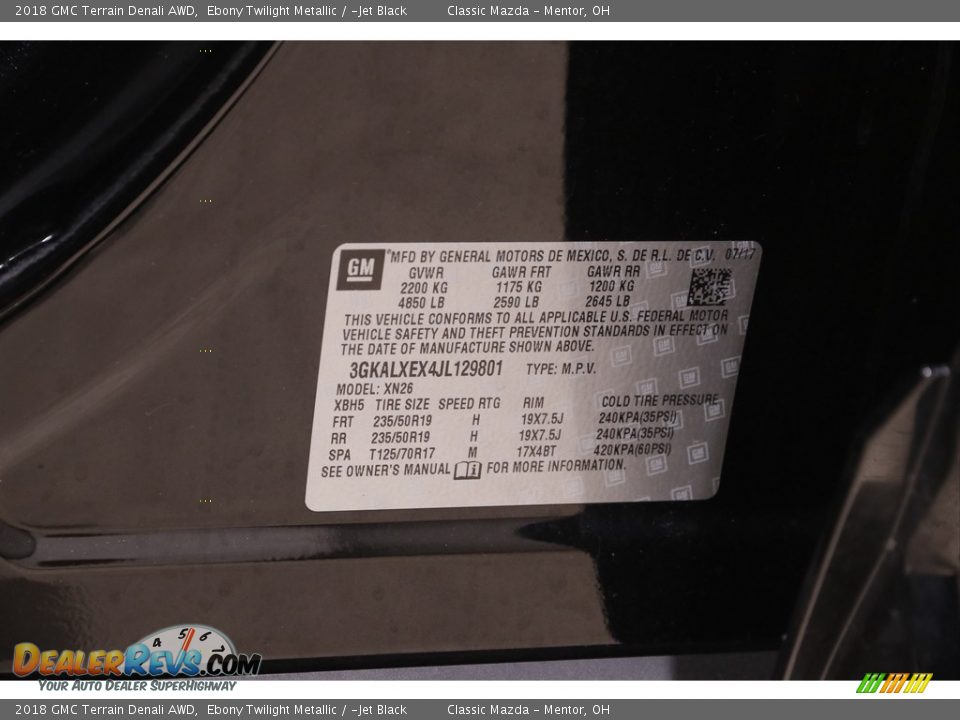 2018 GMC Terrain Denali AWD, Ebony Twilight Metallic / -Jet Black Classic Mazda - Mentor, OH
GM ®MFD BY GENERAL MOTORS DE MEXICO, S. DE R.L. DE C.V. 07/17
GVWR GAWR FRT GAWR RR
2200 KG 1175 KG 1200 KG
4850 LB 2590 LB 2645 LB
THIS VEHICLE CONFORMS TO ALL APPLICABLE U.S. FEDERAL MOTOR
VEHICLE SAFETY AND THEFT PREVENTION STANDARDS IN EFFECT ON
THE DATE OF MANUFACTURE SHOWN ABOVE.
3GKALXEX4JL129801 TYPE: M.P.V.
MODEL: XN26
XBH5 TIRE SIZE SPEED RTG RIM COLD TIRE PRESSURE
FRT 235/50R19 H 19X7.5J 240KPA(35PSI)
RR 235/50R19 H 19X7.5J 240KPA(35PSI)
SPA T125/70R17 M 17X4BT 420KPA(60PSI)
SEE OWNER'S MANUAL i FOR MORE INFORMATION.
4 5 6
DEALERREVS.COM
YOUR AUTO DEALER SUPERHIGHWAY
2018 GMC Terrain Denali AWD, Ebony Twilight Metallic / -Jet Black Classic Mazda - Mentor, OH